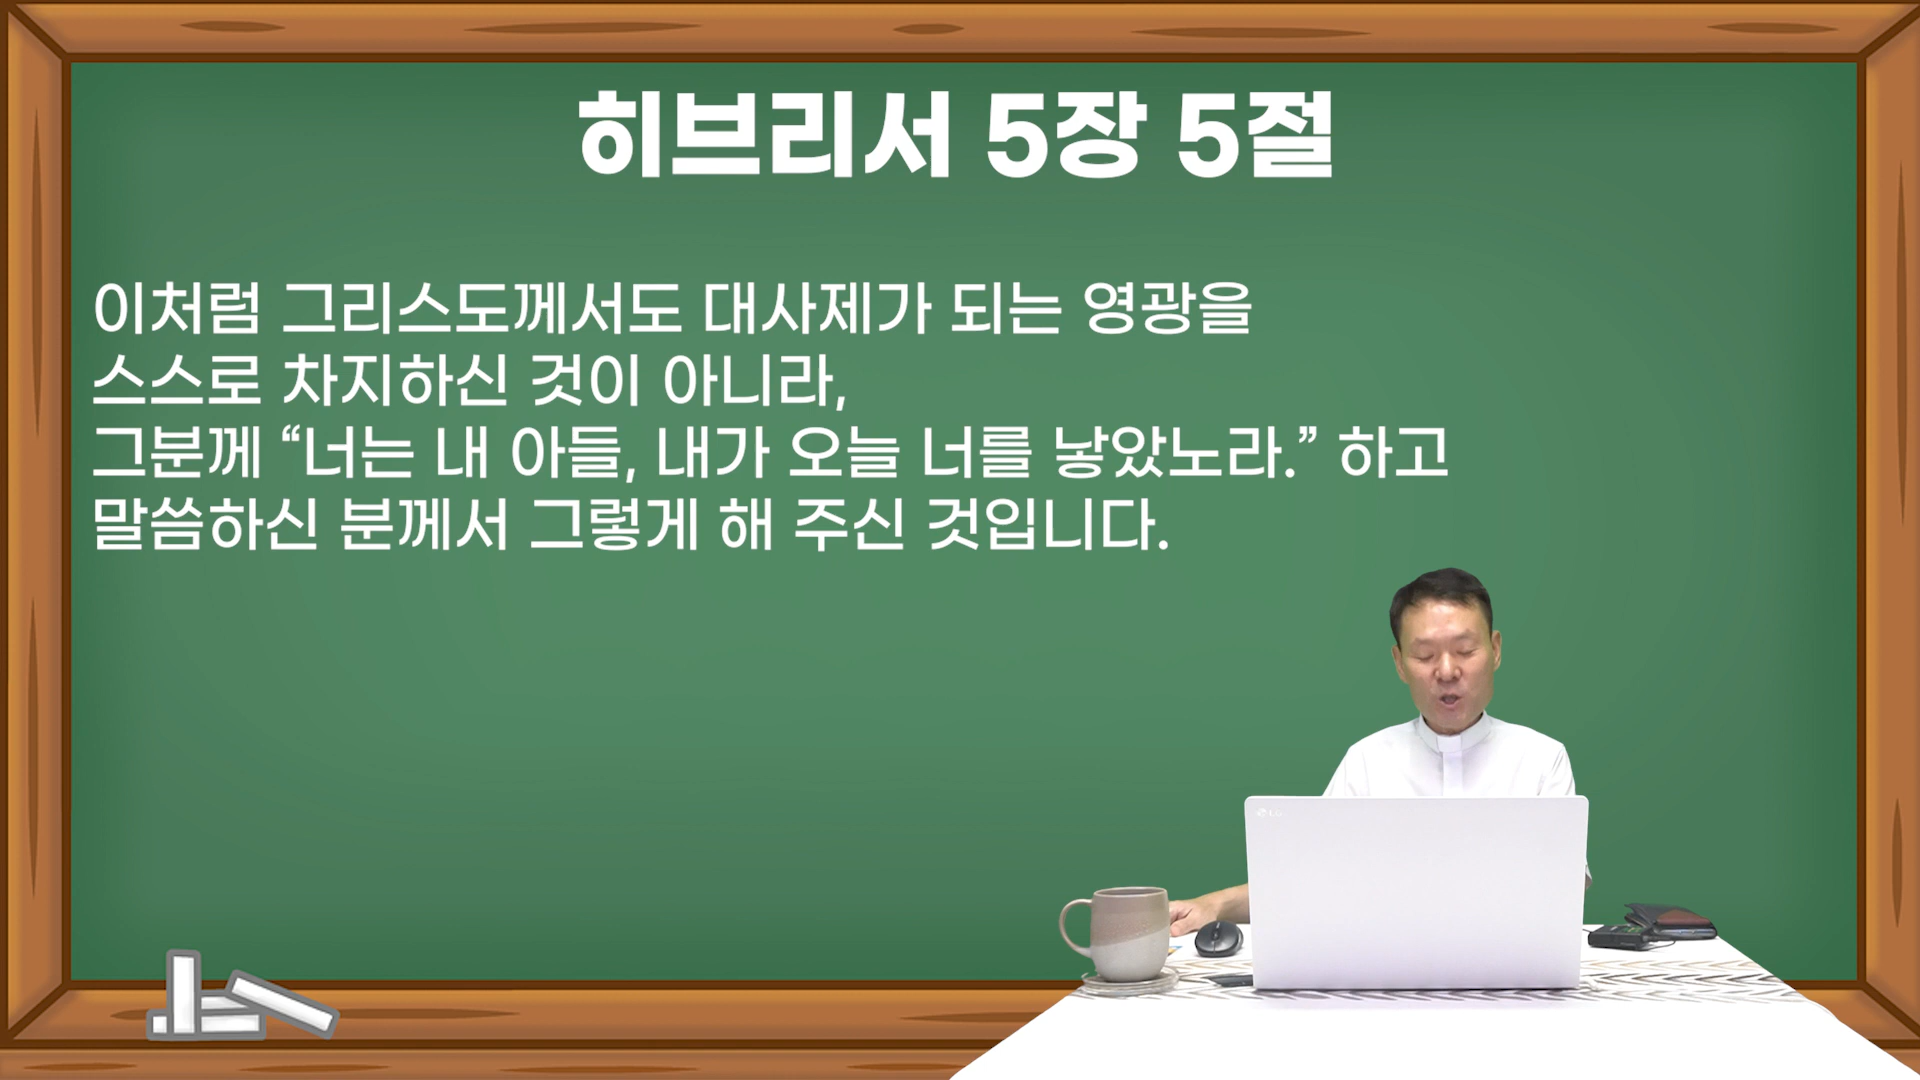 히브리서 5장 5절
이처럼 그리스도께서도 대사제가 되는 영광을
스스로 차지하신 것이 아니라,
그분께 “너는 내 아들, 내가 오늘 너를 낳았노라.” 하고
말씀하신 분께서 그렇게 해 주신 것입니다.
LG